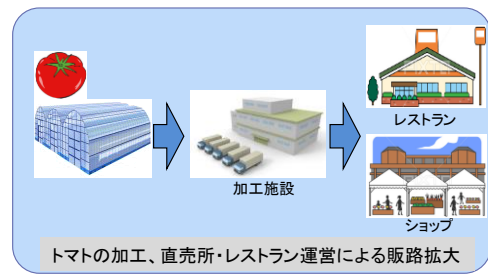 レストラン
加工施設
ショップ
トマトの加工、直売所・レストラン運営による販路拡大